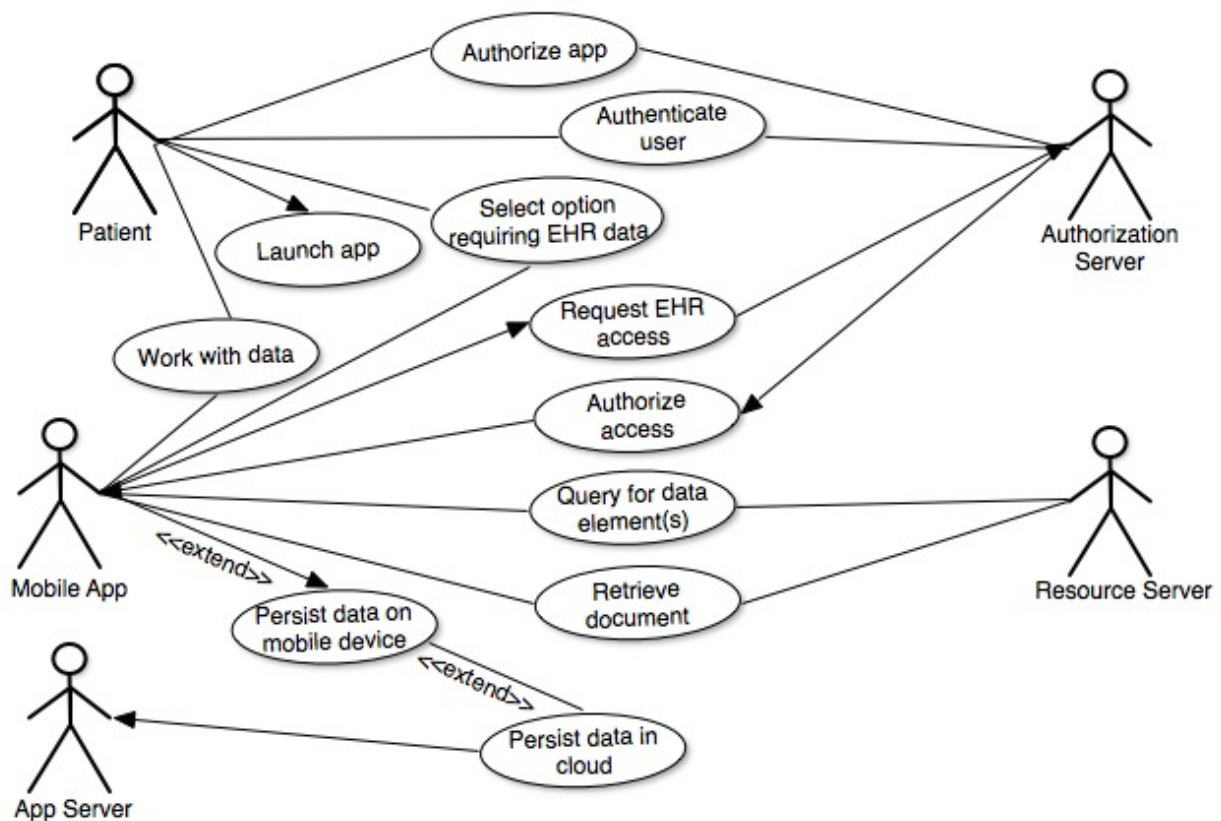 Authorize app
Authenticate
user
Patient
Select option
requiring EHR data
Launch app
Authorization
Server
Request EHR
access
Work with data
Authorize
access
Query for data
element(s)
Mobile App
<<extend>>
Retrieve
document
Resource Server
Persist data on
mobile device
<<extend>>
Persist data in
cloud
App Server